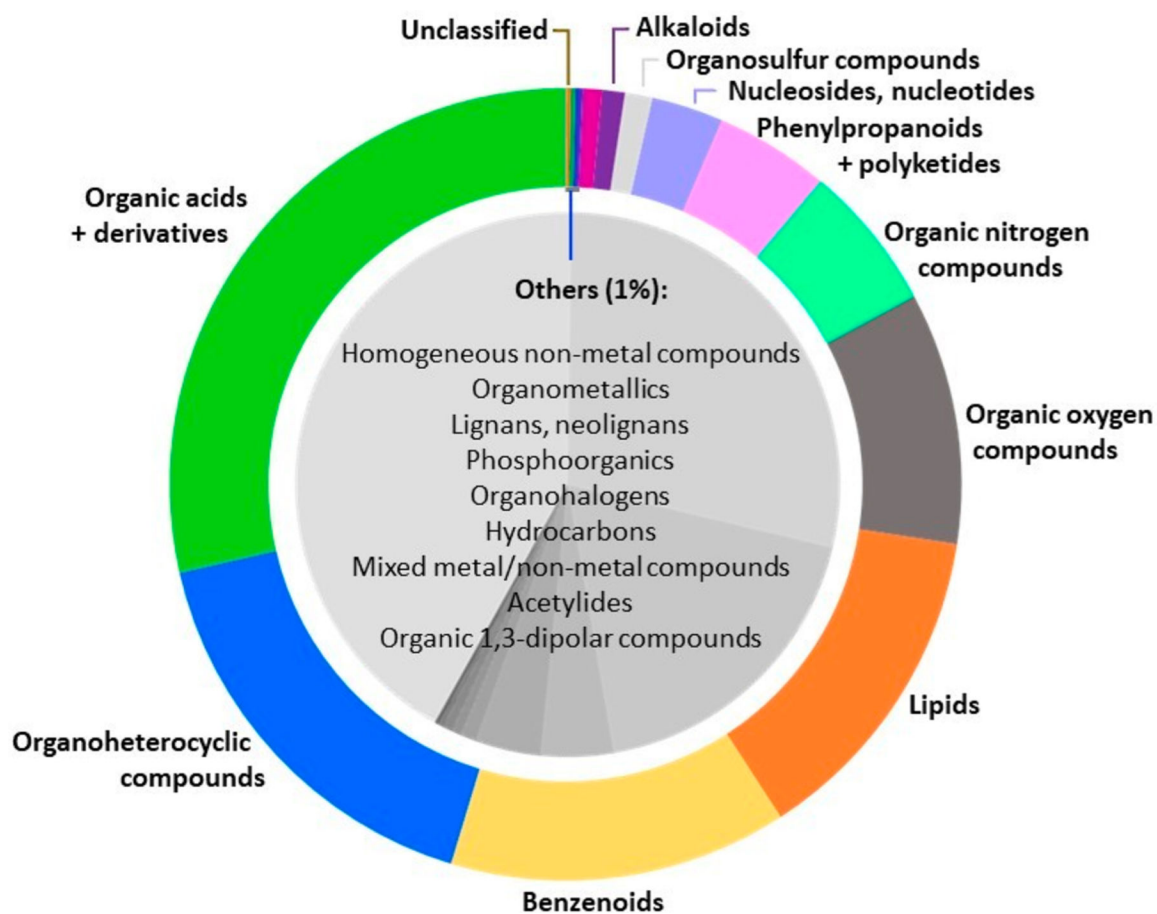 Unclassified
Alkaloids
Organosulfur compounds
Nucleosides, nucleotides
Phenylpropanoids
+ polyketides
Organic acids
+ derivatives
Organic nitrogen
compounds
Others (1%):
Homogeneous non-metal compounds
Organometallics
Lignans, neolignans
Phosphoorganics
Organohalogens
Hydrocarbons
Mixed metal/non-metal compounds
Acetylides
Organic 1,3-dipolar compounds
Organic oxygen
compounds
Lipids
Organoheterocyclic
compounds
Benzenoids